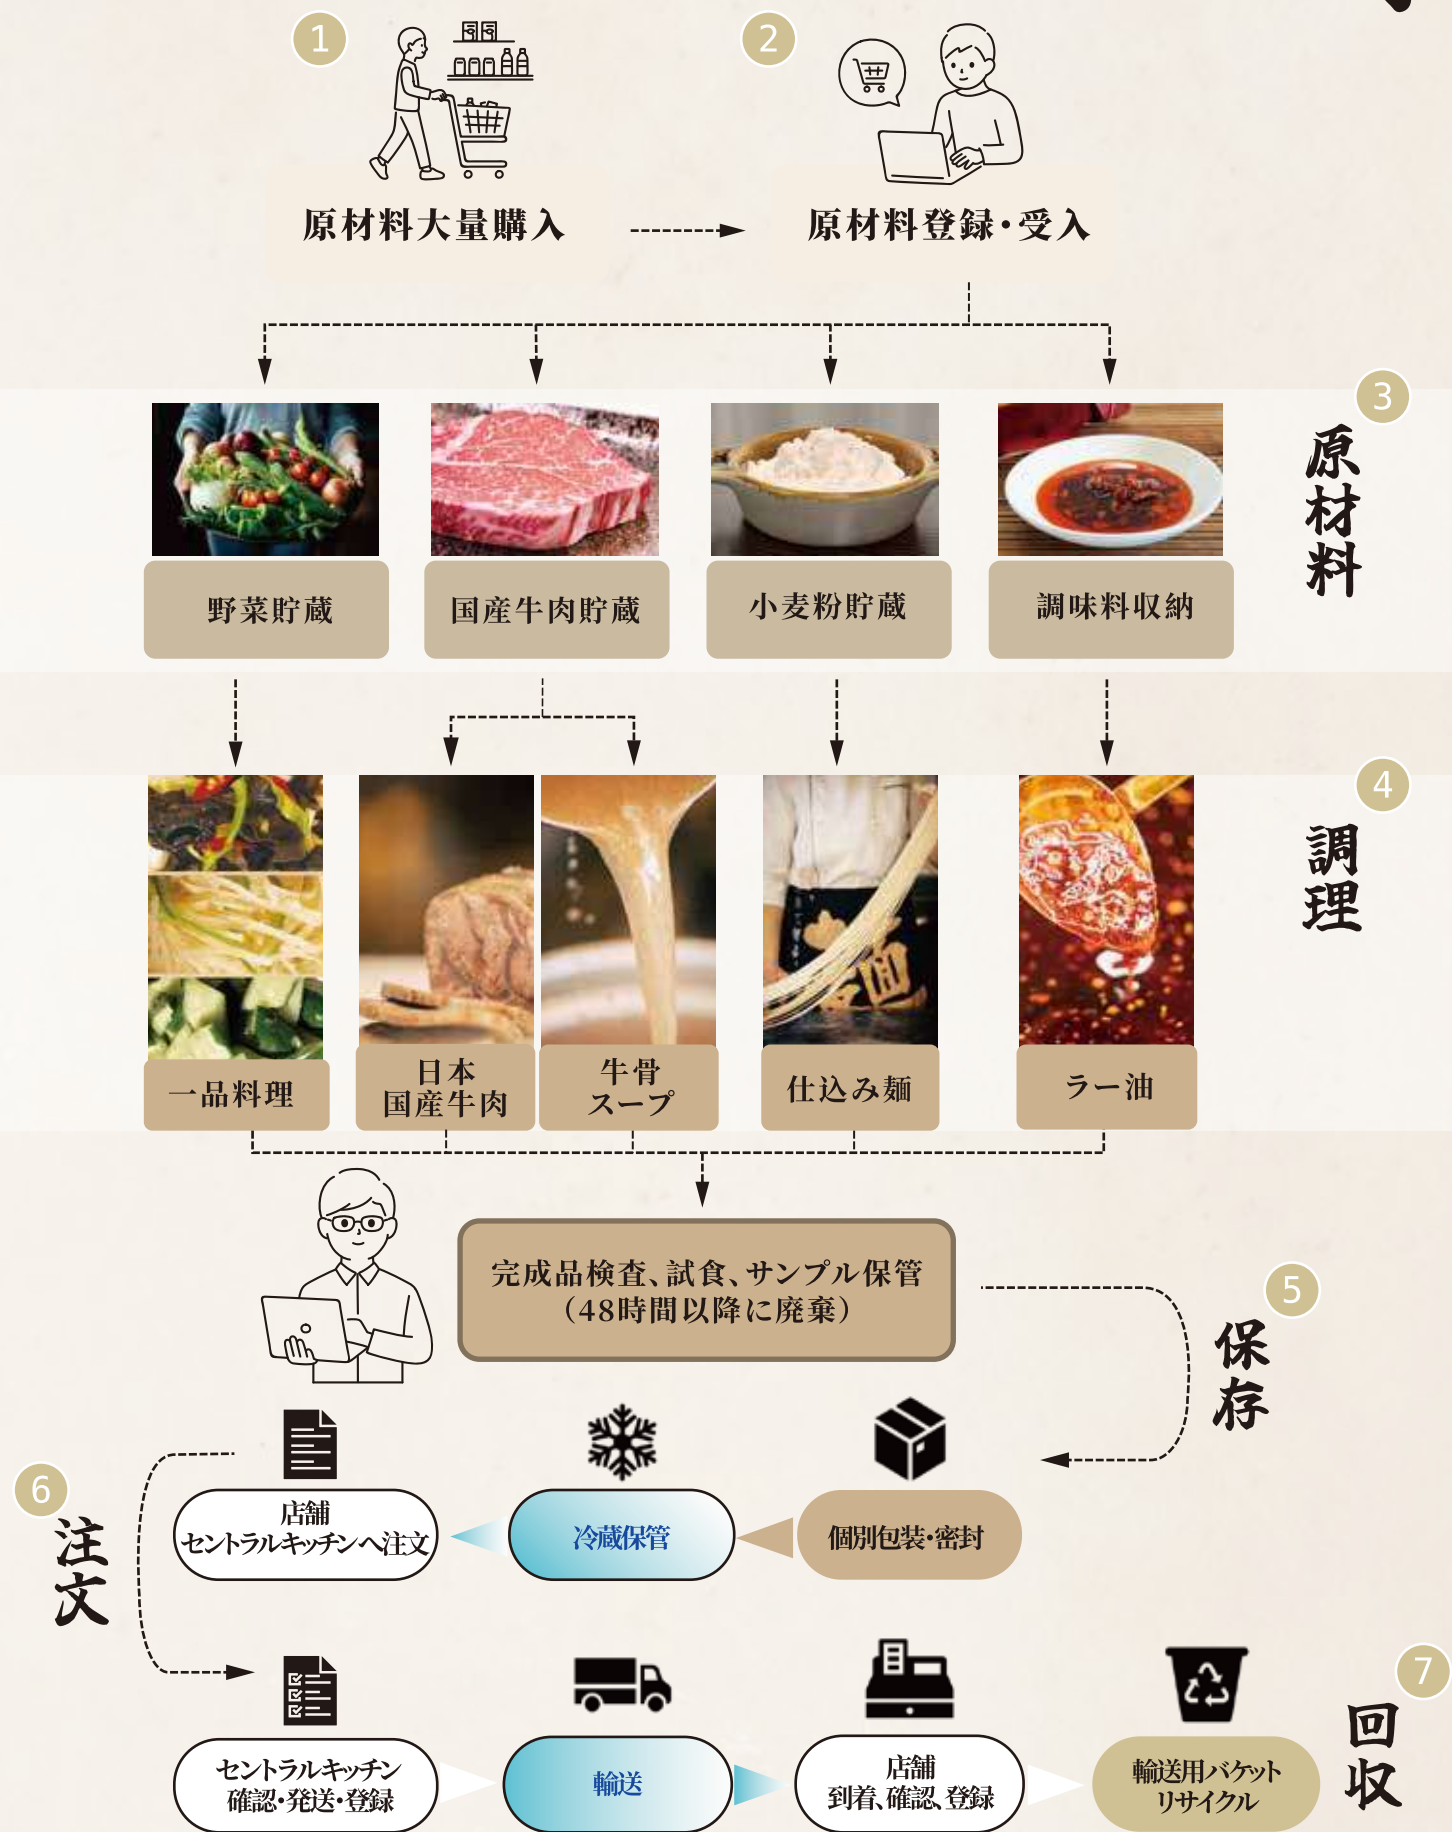 1
原材料大量購入
2
原材料登録・受入
3
原材料
野菜貯蔵
国産牛肉貯蔵
小麦粉貯蔵
調味料収納
4
調理
一品料理
日本
国産牛肉
牛骨
スープ
仕込み麺
ラー油
完成品検査、試食、サンプル保管
（48時間以降に廃棄）
5
保存
個別包装・密封
冷蔵保管
店舗
セントラルキッチンへ注文
6
注文
セントラルキッチン
確認・発送・登録
輸送
店舗
到着、確認、登録
輸送用バケット
リサイクル
7
回収